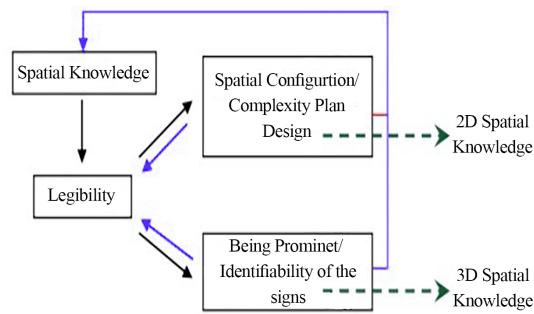 Spatial Knowledge
Spatial Configurtion/
Complexity Plan
Design
2D Spatial
Knowledge
Legibility
Being Prominet/
Identifiability of the
signs
3D Spatial
Knowledge